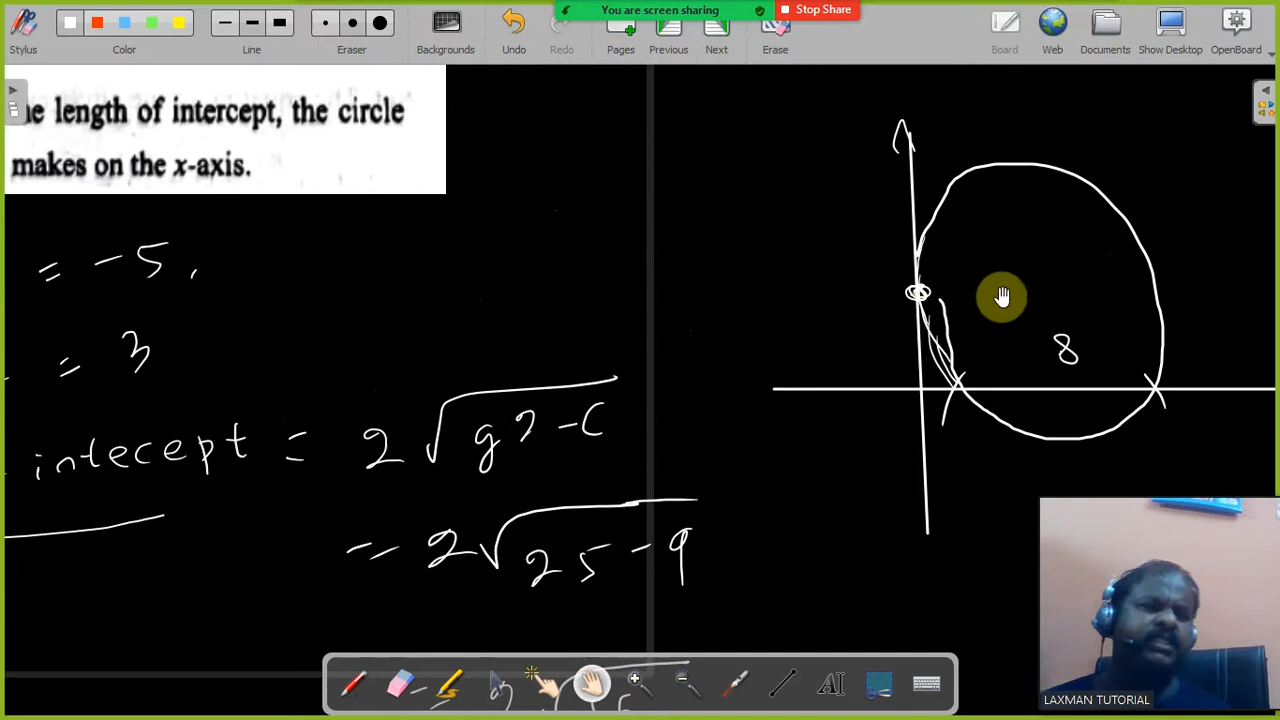 You are screen sharing
Stop Share
Stylus
Color
Line
Eraser
Backgrounds
Undo
Redo
Pages
Previous
Next
Erase
Board
Web
Documents
Show Desktop
OpenBoard
length of intercept, the circle
makes on the x-axis.
= -5,
= 3
intecept = 2√g²-c
= 2√25-9
8
LAXMAN TUTORIAL